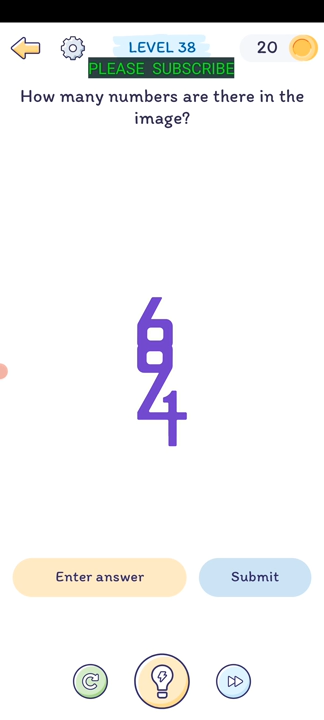 LEVEL 38
20
PLEASE SUBSCRIBE
How many numbers are there in the
image?
Enter answer
Submit